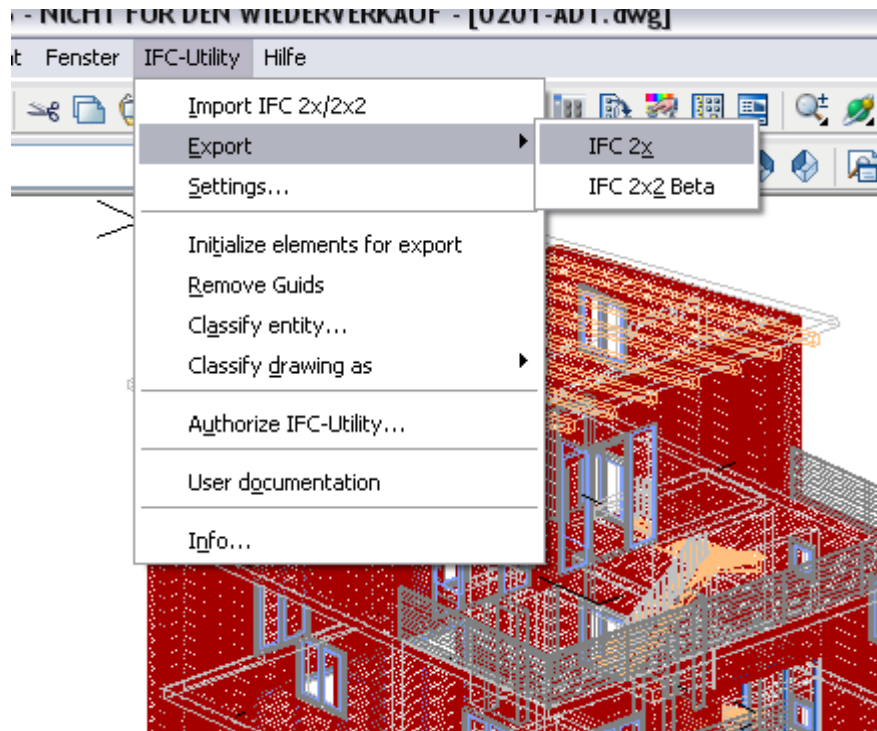 - NICHT FÜR DEN WIEDERVERKAUF - [0201-ADT.dwg]
Fenster IFC-Utility Hilfe
Import IFC 2x/2x2
Export
IFC 2x
Settings...
IFC 2x2 Beta
Initialize elements for export
Remove Guids
Classify entity...
Classify drawing as
Authorize IFC-Utility...
User documentation
Info...